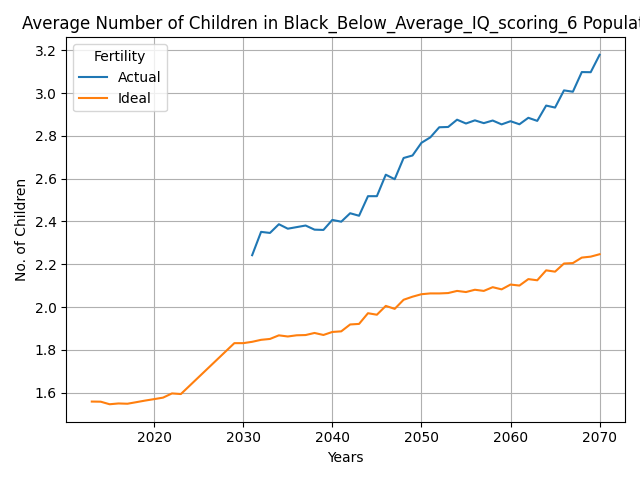 Average Number of Children in Black_Below_Average_IQ_scoring_6 Populat
Fertility
Actual
Ideal
3.2
3.0
2.8
2.6
2.4
2.2
2.0
1.8
1.6
No. of Children
2020 2030 2040 2050 2060 2070
Years